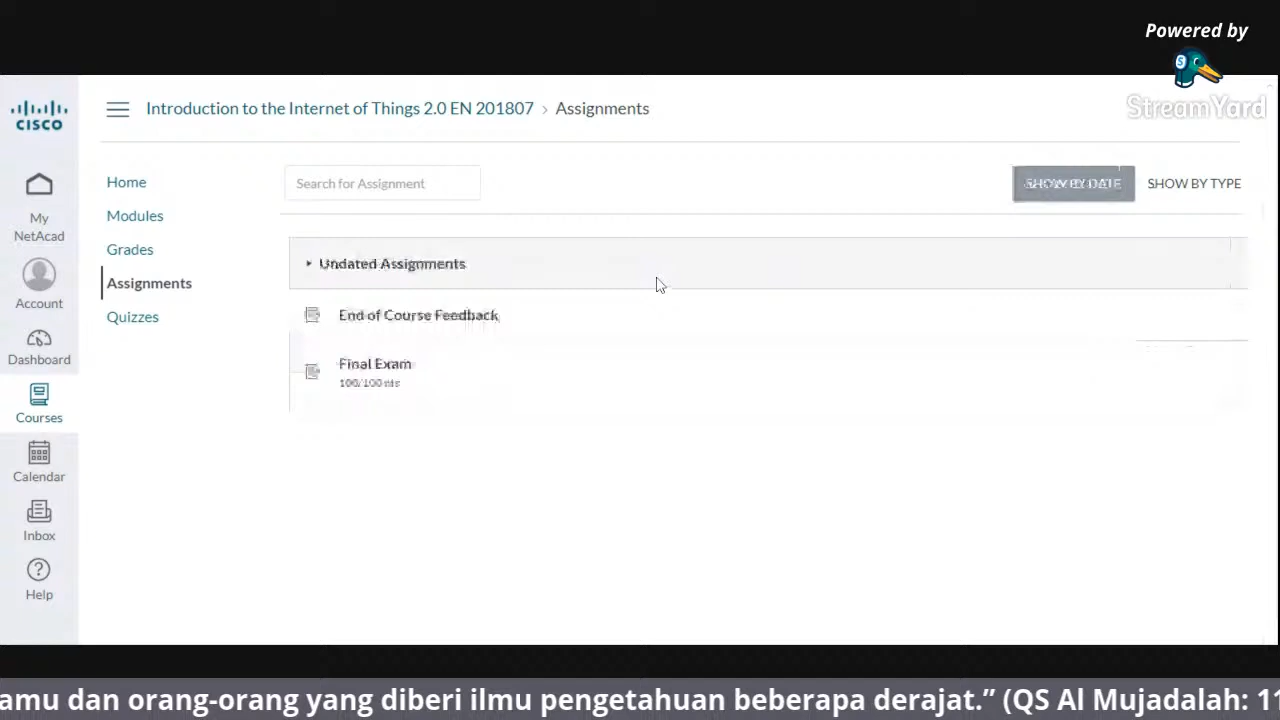 Powered by
StreamYard
CISCO
Introduction to the Internet of Things 2.0 EN 201807 > Assignments
My NetAcad
Account
Dashboard
Courses
Calendar
Inbox
Help
Home
Modules
Grades
Assignments
Quizzes
Search for Assignment
SHOW BY DATE
SHOW BY TYPE
Undated Assignments
End of Course Feedback
Final Exam
100/100 pts
amu dan orang-orang yang diberi ilmu pengetahuan beberapa derajat.” (QS Al Mujadalah: 11